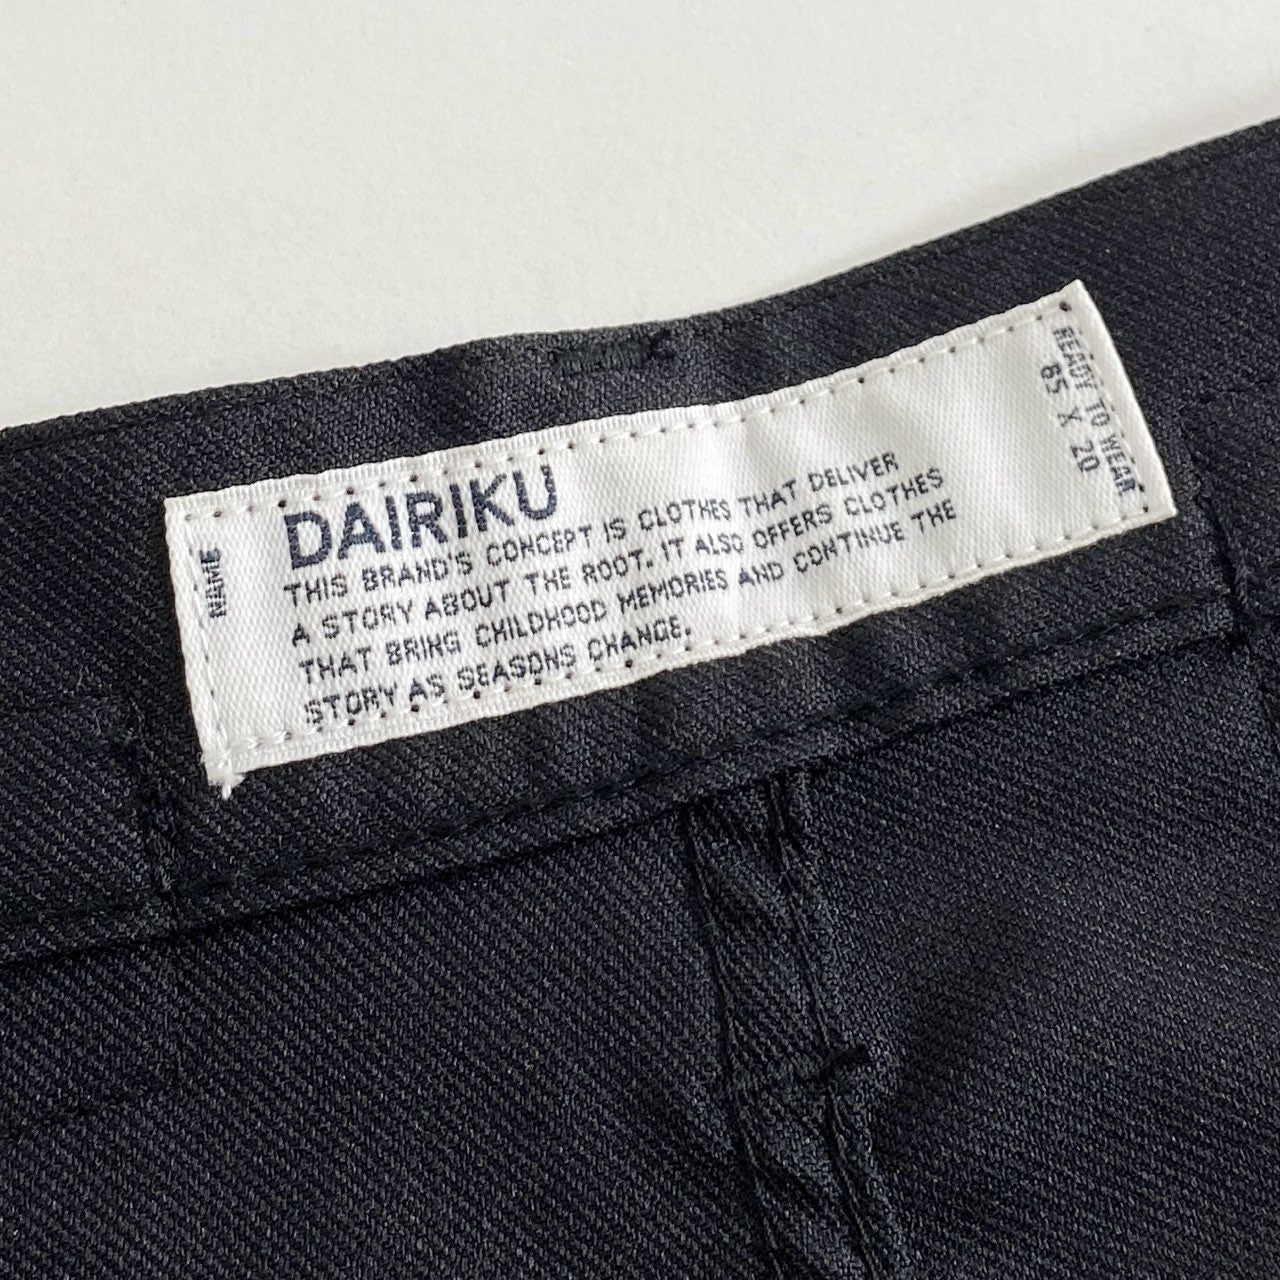 NAME
DAIRIKU
THIS BRAND'S CONCEPT IS CLOTHES THAT DELIVER
A STORY ABOUT THE ROOT. IT ALSO OFFERS CLOTHES
THAT BRING CHILDHOOD MEMORIES AND CONTINUE THE
STORY AS SEASONS CHANGE.
READY TO WEAR
85 X 20